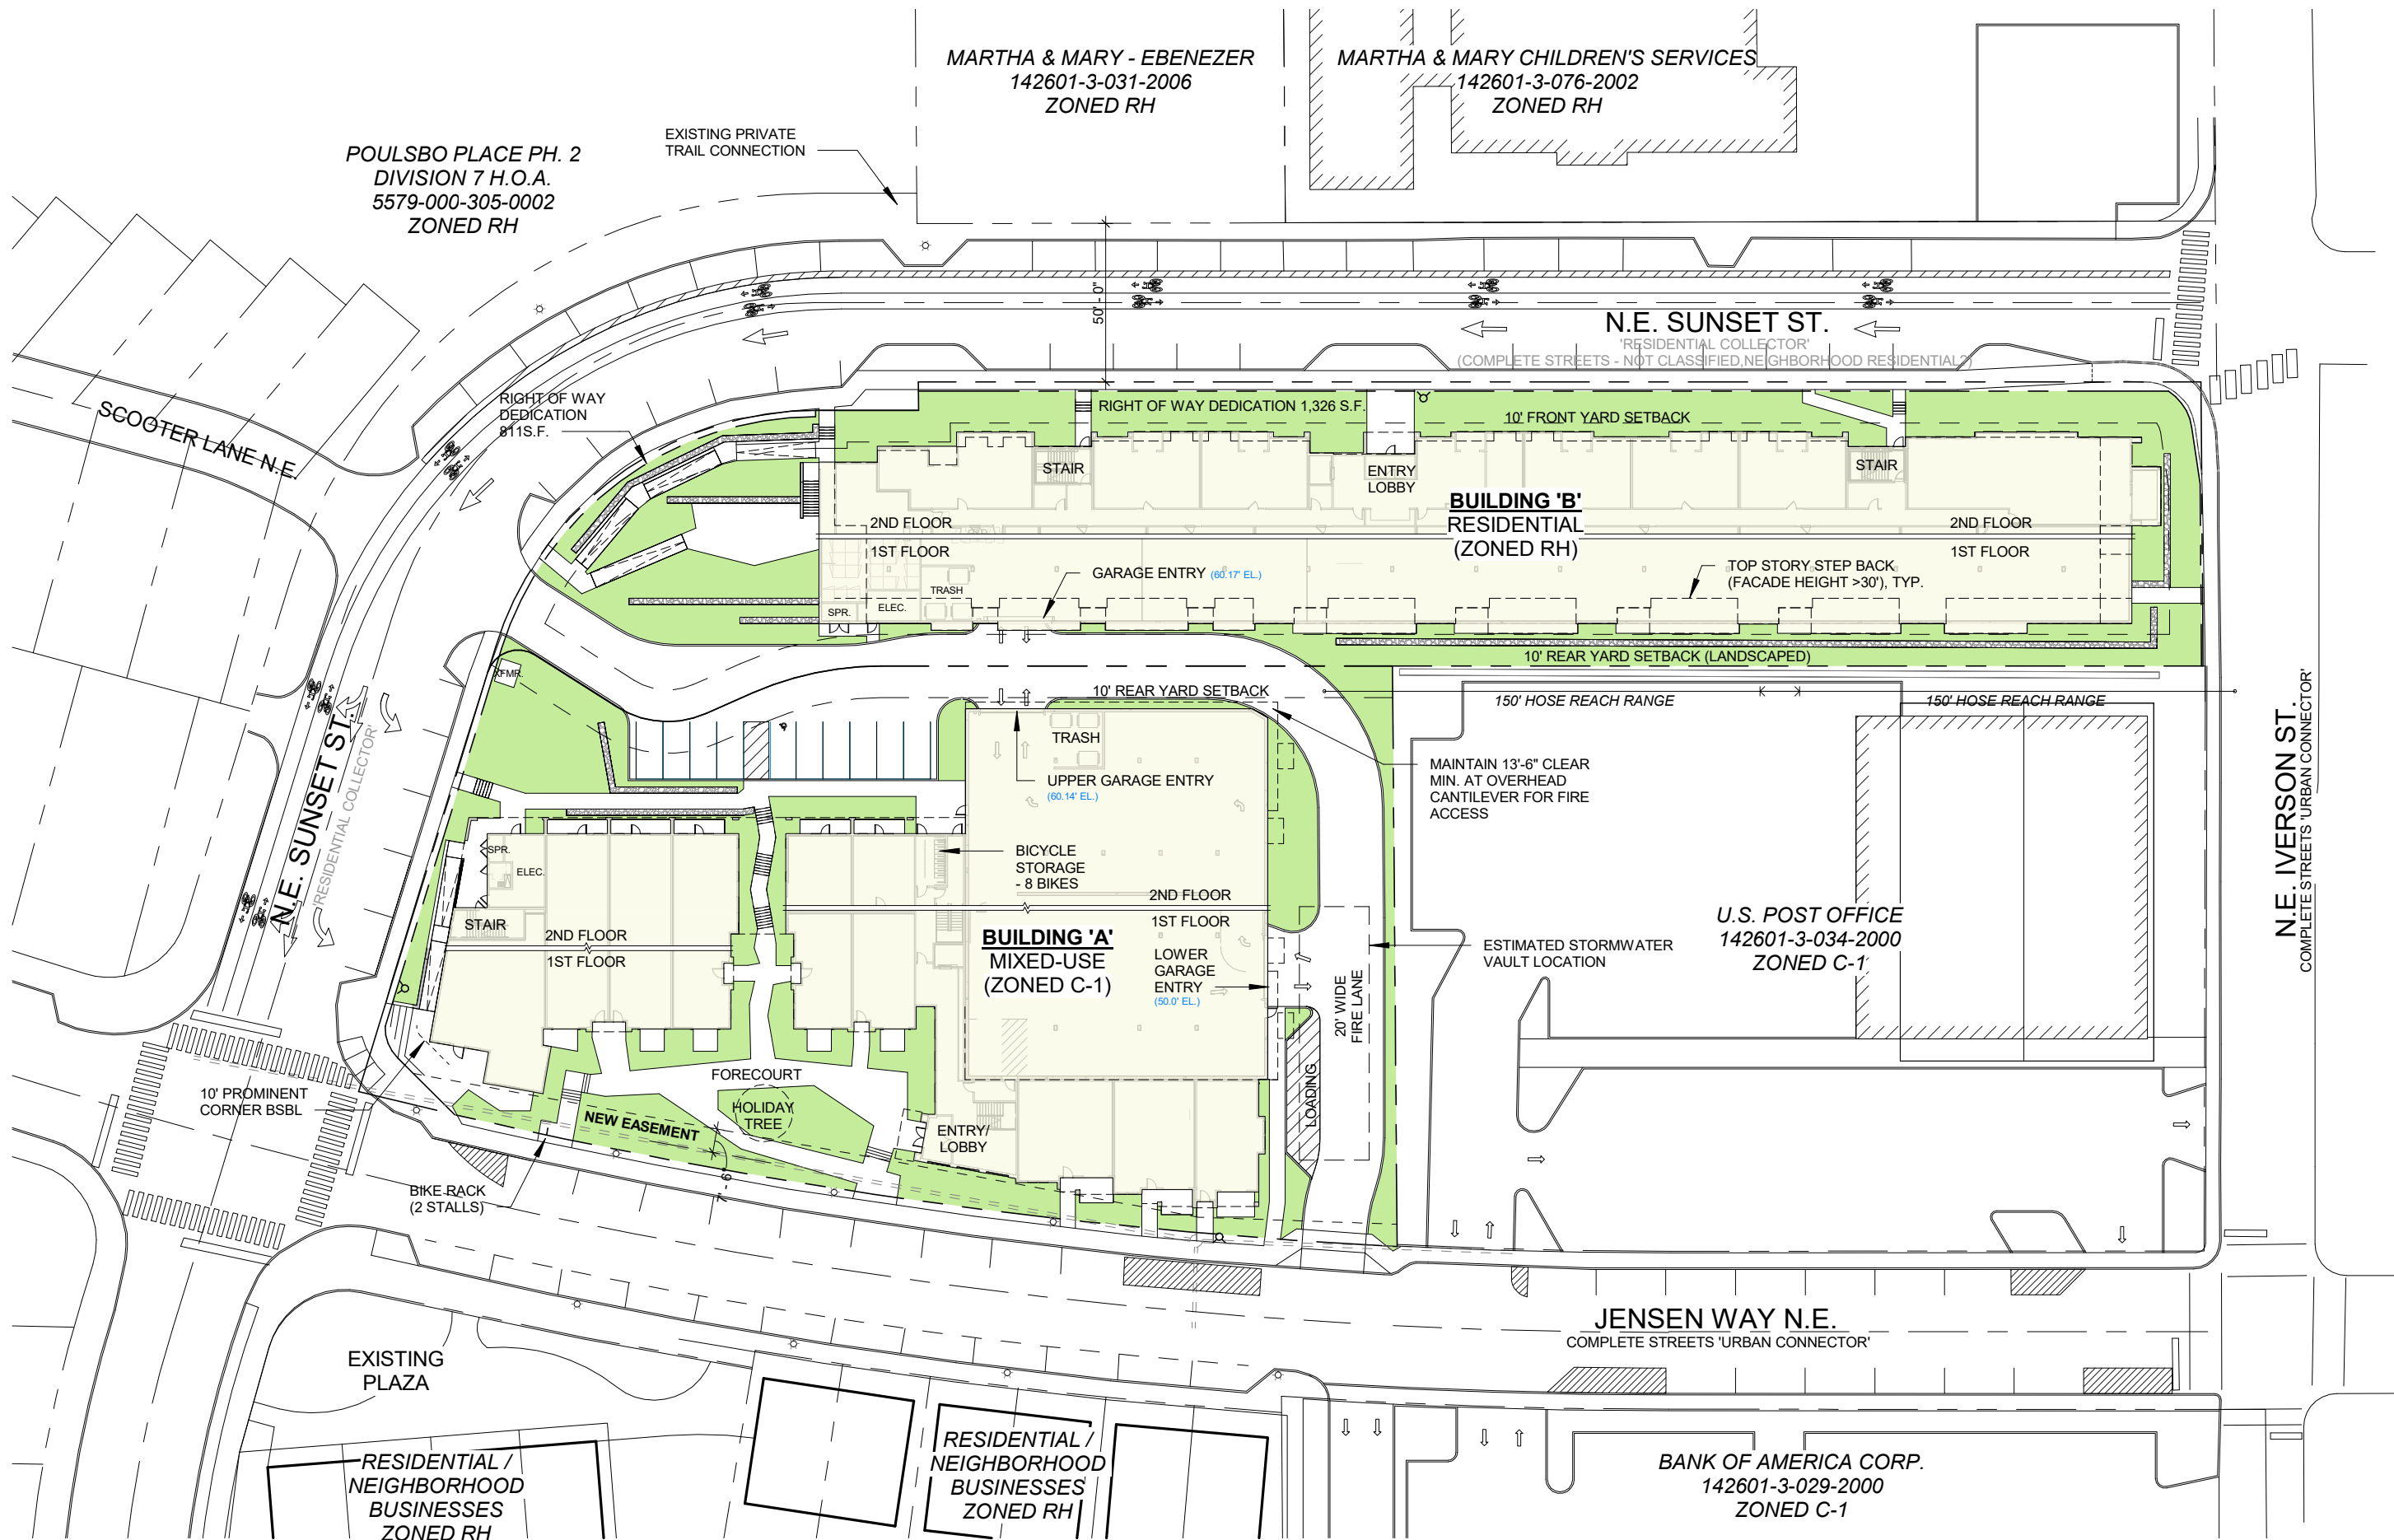 MARTHA & MARY - EBENEZER
142601-3-031-2006
ZONED RH
MARTHA & MARY CHILDREN'S SERVICES
142601-3-076-2002
ZONED RH
EXISTING PRIVATE
TRAIL CONNECTION
POULSBO PLACE PH. 2
DIVISION 7 H.O.A.
5579-000-305-0002
ZONED RH
50' - 0"
N.E. SUNSET ST.
'RESIDENTIAL COLLECTOR'
(COMPLETE STREETS - NOT CLASSIFIED,NEIGHBORHOOD RESIDENTIAL?)
SCOOTER LANE N.E.
RIGHT OF WAY
DEDICATION
811S.F.
RIGHT OF WAY DEDICATION 1,326 S.F.
10' FRONT YARD SETBACK
STAIR
ENTRY
LOBBY
STAIR
BUILDING 'B'
RESIDENTIAL
(ZONED RH)
2ND FLOOR
1ST FLOOR
2ND FLOOR
1ST FLOOR
GARAGE ENTRY (60.17' EL.)
TOP STORY STEP BACK
(FACADE HEIGHT >30'), TYP.
TRASH
SPR.
ELEC.
10' REAR YARD SETBACK (LANDSCAPED)
XFMR.
10' REAR YARD SETBACK
150' HOSE REACH RANGE
150' HOSE REACH RANGE
N.E. SUNSET ST.
'RESIDENTIAL COLLECTOR'
TRASH
UPPER GARAGE ENTRY
(60.14' EL.)
MAINTAIN 13'-6" CLEAR
MIN. AT OVERHEAD
CANTILEVER FOR FIRE
ACCESS
N.E. IVERSON ST.
COMPLETE STREETS 'URBAN CONNECTOR'
SPR.
ELEC.
BICYCLE
STORAGE
- 8 BIKES
2ND FLOOR
1ST FLOOR
STAIR
2ND FLOOR
1ST FLOOR
BUILDING 'A'
MIXED-USE
(ZONED C-1)
LOWER
GARAGE
ENTRY
(50.0' EL.)
U.S. POST OFFICE
142601-3-034-2000
ZONED C-1
ESTIMATED STORMWATER
VAULT LOCATION
20' WIDE
FIRE LANE
LOADING
10' PROMINENT
CORNER BSBL
FORECOURT
HOLIDAY
TREE
NEW EASEMENT
ENTRY/
LOBBY
7' - 6"
BIKE RACK
(2 STALLS)
JENSEN WAY N.E.
COMPLETE STREETS 'URBAN CONNECTOR'
EXISTING
PLAZA
RESIDENTIAL /
NEIGHBORHOOD
BUSINESSES
ZONED RH
RESIDENTIAL /
NEIGHBORHOOD
BUSINESSES
ZONED RH
BANK OF AMERICA CORP.
142601-3-029-2000
ZONED C-1